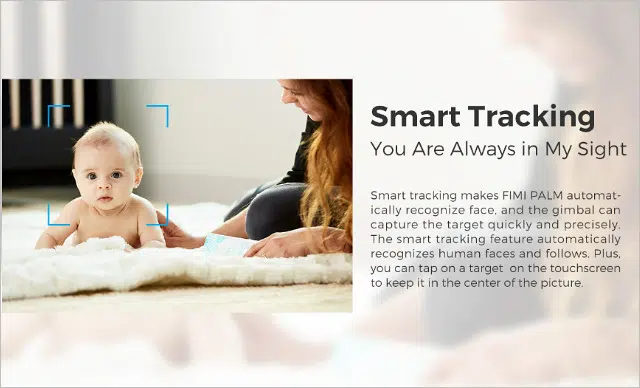 Smart Tracking
You Are Always in My Sight
Smart tracking makes FIMI PALM automat-
ically recognize face, and the gimbal can
capture the target quickly and precisely.
The smart tracking feature automatically
recognizes human faces and follows. Plus,
you can tap on a target on the touchscreen
to keep it in the center of the picture.